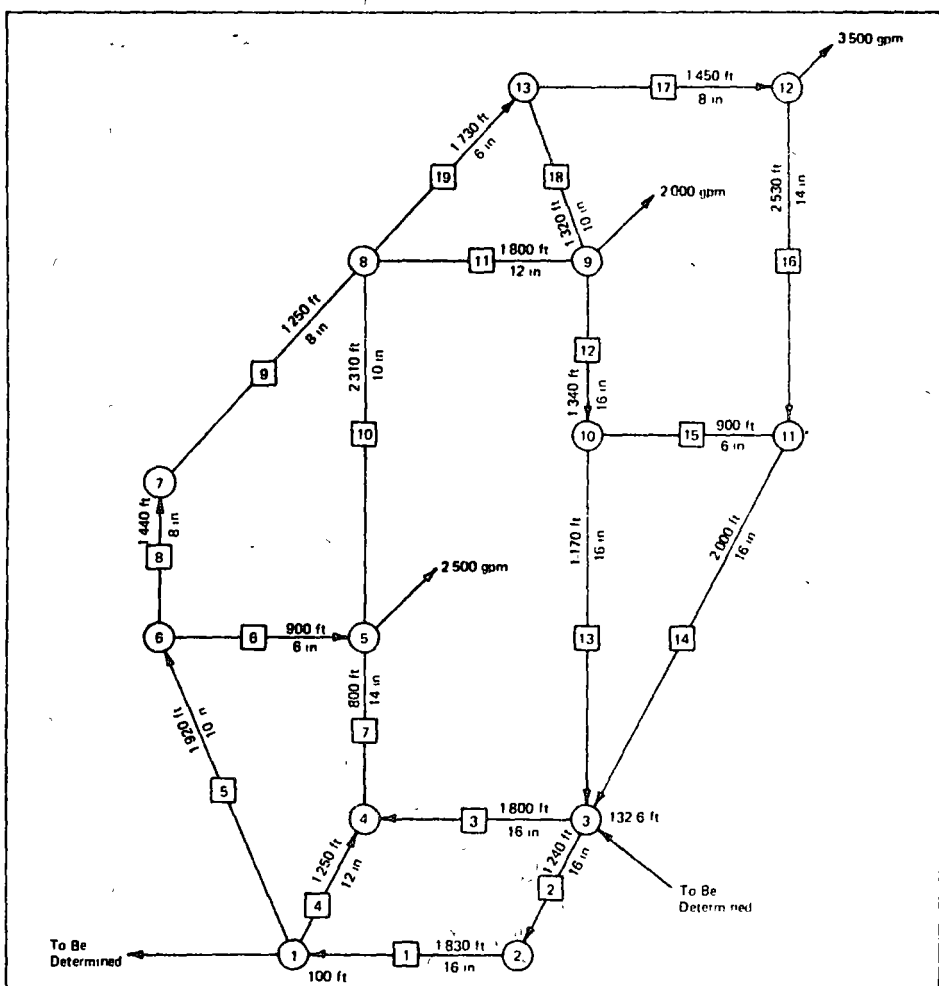 3 500 gpm
13
1 450 ft
17
8 in
12
1 730 ft
6 in
19
18
1 320 ft
10 in
2 000 gpm
2 530 ft
14 in
8
1 800 ft
11
12 in
9
16
1 250 ft
8 in
9
2 310 ft
10 in
12
1 340 ft
16 in
10
10
900 ft
15
6 in
11
7
1 440 ft
8 in
8
2 500 gpm
1 170 ft
16 in
2 000 ft
16 in
6
900 ft
6
6 in
5
13
14
800 ft
14 in
7
1 920 ft
10 n
5
4
1 800 ft
3
16 in
3
132 6 ft
1 250 ft
12 in
4
1 240 ft
16 in
2
To Be
Determined
To Be
Determined
1
1 830 ft
1
16 in
2
100 ft